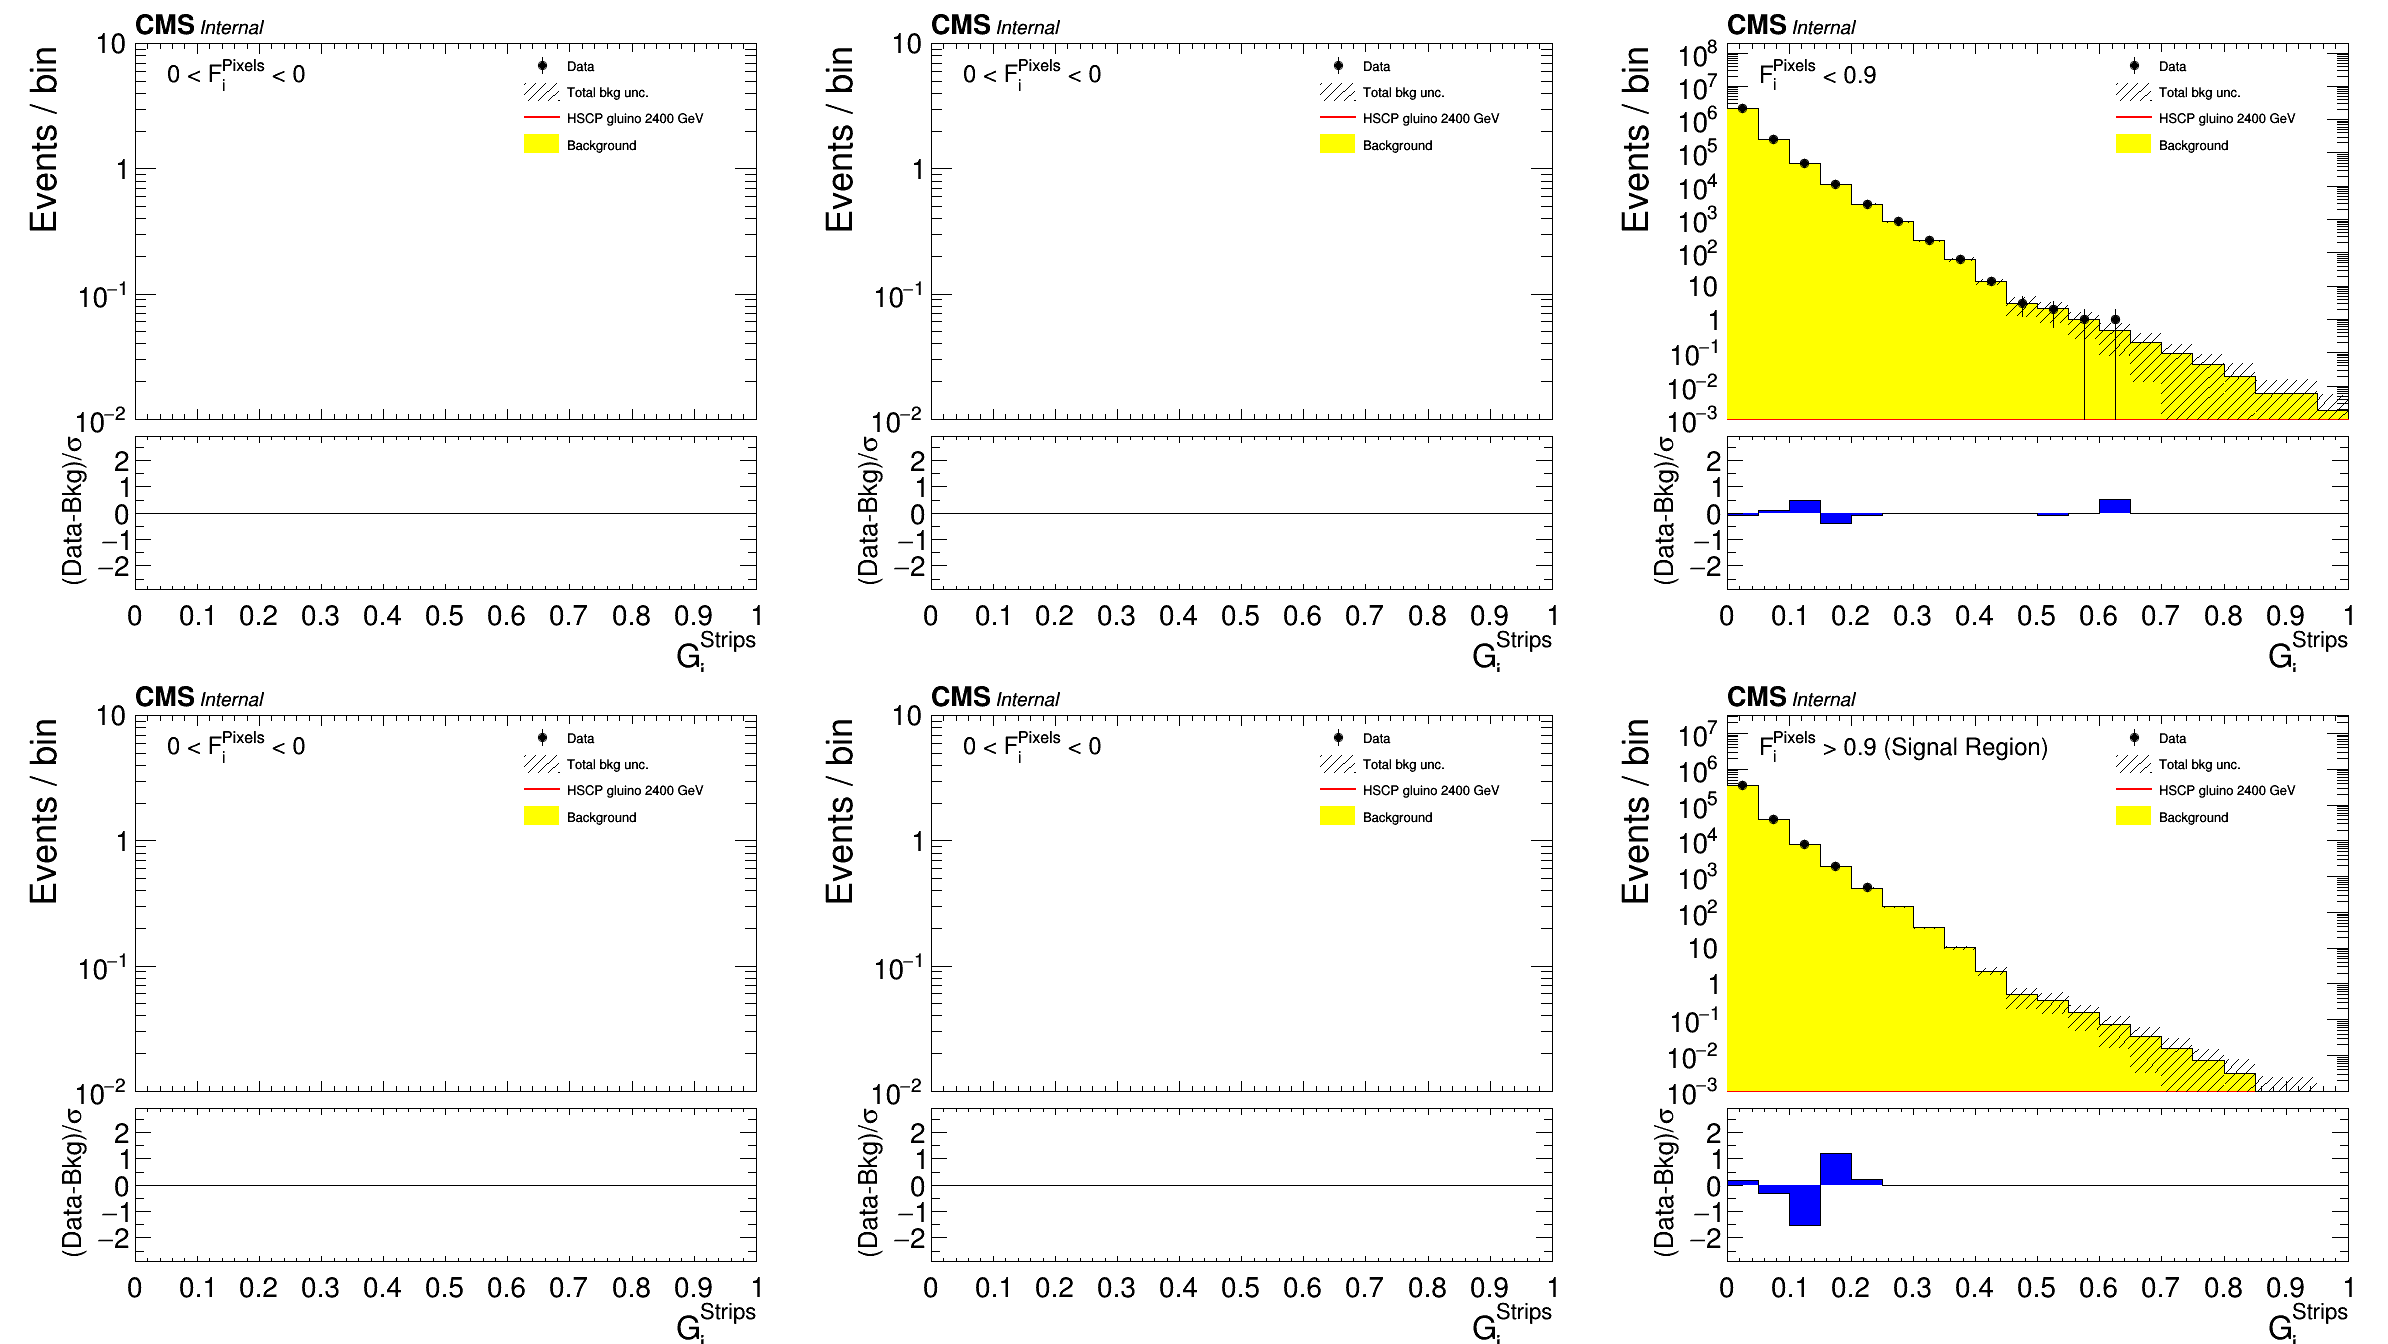 CMS Internal
Events / bin
10
1
10⁻¹
10⁻²
0 < F_i^Pixels < 0
Data
Total bkg unc.
HSCP gluino 2400 GeV
Background
(Data-Bkg)/σ
2
1
0
−1
−2
0 0.1 0.2 0.3 0.4 0.5 0.6 0.7 0.8 0.9 1
G_i^Strips
CMS Internal
Events / bin
10
1
10⁻¹
10⁻²
0 < F_i^Pixels < 0
Data
Total bkg unc.
HSCP gluino 2400 GeV
Background
(Data-Bkg)/σ
2
1
0
−1
−2
0 0.1 0.2 0.3 0.4 0.5 0.6 0.7 0.8 0.9 1
G_i^Strips
CMS Internal
Events / bin
10⁸
10⁷
10⁶
10⁵
10⁴
10³
10²
10
1
10⁻¹
10⁻²
10⁻³
F_i^Pixels < 0.9
Data
Total bkg unc.
HSCP gluino 2400 GeV
Background
(Data-Bkg)/σ
2
1
0
−1
−2
0 0.1 0.2 0.3 0.4 0.5 0.6 0.7 0.8 0.9 1
G_i^Strips
CMS Internal
Events / bin
10
1
10⁻¹
10⁻²
0 < F_i^Pixels < 0
Data
Total bkg unc.
HSCP gluino 2400 GeV
Background
(Data-Bkg)/σ
2
1
0
−1
−2
0 0.1 0.2 0.3 0.4 0.5 0.6 0.7 0.8 0.9 1
G_i^Strips
CMS Internal
Events / bin
10
1
10⁻¹
10⁻²
0 < F_i^Pixels < 0
Data
Total bkg unc.
HSCP gluino 2400 GeV
Background
(Data-Bkg)/σ
2
1
0
−1
−2
0 0.1 0.2 0.3 0.4 0.5 0.6 0.7 0.8 0.9 1
G_i^Strips
CMS Internal
Events / bin
10⁷
10⁶
10⁵
10⁴
10³
10²
10
1
10⁻¹
10⁻²
10⁻³
F_i^Pixels > 0.9 (Signal Region)
Data
Total bkg unc.
HSCP gluino 2400 GeV
Background
(Data-Bkg)/σ
2
1
0
−1
−2
0 0.1 0.2 0.3 0.4 0.5 0.6 0.7 0.8 0.9 1
G_i^Strips